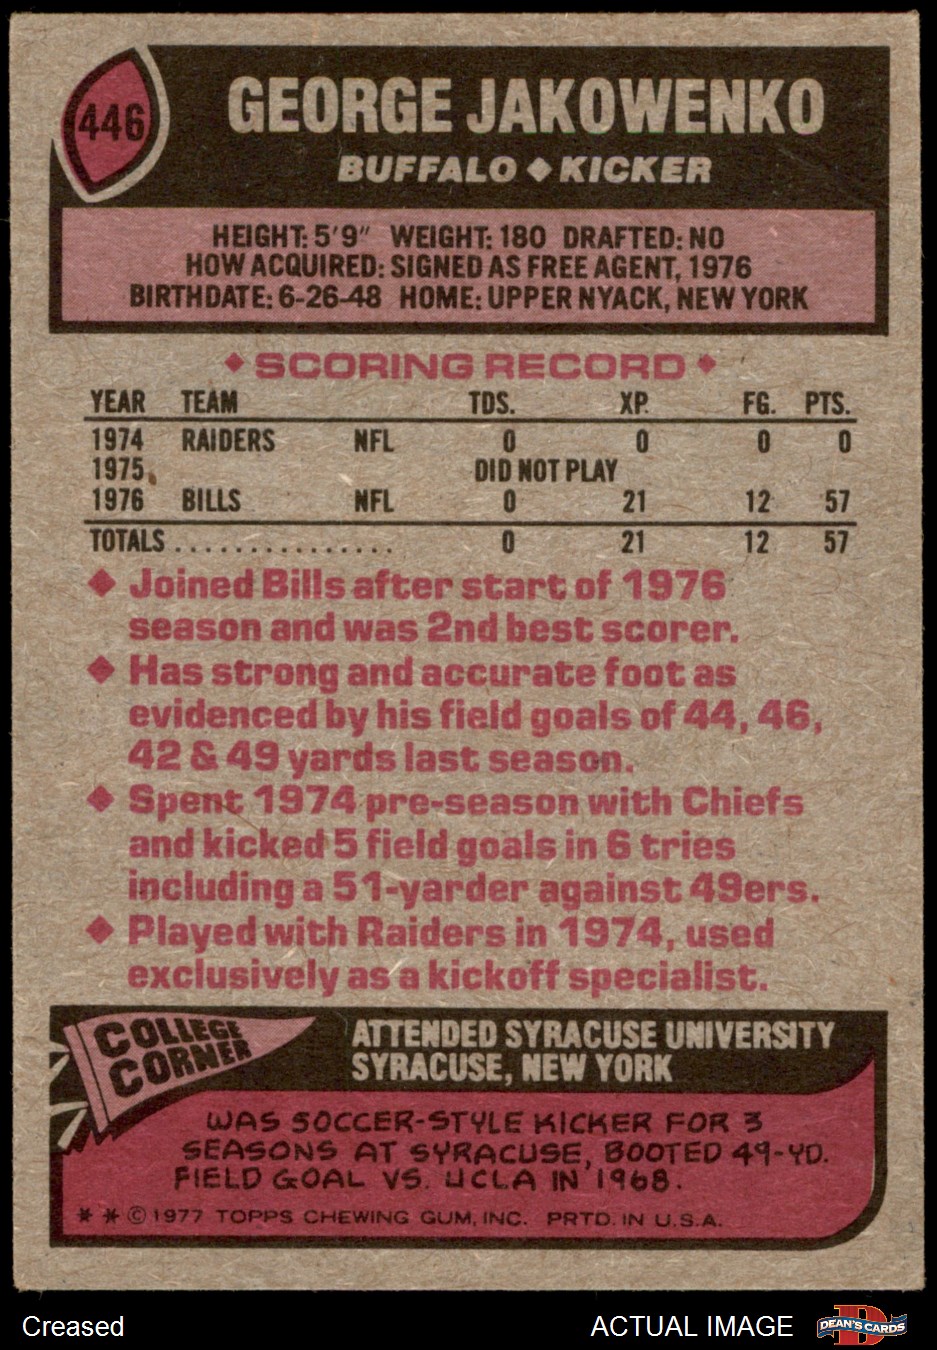 446
GEORGE JAKOWENKO
BUFFALO ◆ KICKER
HEIGHT: 5'9" WEIGHT: 180 DRAFTED: NO
HOW ACQUIRED: SIGNED AS FREE AGENT, 1976
BIRTHDATE: 6-26-48 HOME: UPPER NYACK, NEW YORK
◆ SCORING RECORD ◆
YEAR TEAM TDS. XP. FG. PTS.
1974 RAIDERS NFL 0 0 0 0
1975 DID NOT PLAY
1976 BILLS NFL 0 21 12 57
TOTALS ............... 0 21 12 57
◆ Joined Bills after start of 1976
season and was 2nd best scorer.
◆ Has strong and accurate foot as
evidenced by his field goals of 44, 46,
42 & 49 yards last season.
◆ Spent 1974 pre-season with Chiefs
and kicked 5 field goals in 6 tries
including a 51-yarder against 49ers.
◆ Played with Raiders in 1974, used
exclusively as a kickoff specialist.
COLLEGE
CORNER
ATTENDED SYRACUSE UNIVERSITY
SYRACUSE, NEW YORK
WAS SOCCER-STYLE KICKER FOR 3
SEASONS AT SYRACUSE, BOOTED 49-YD.
FIELD GOAL VS. UCLA IN 1968.
* * © 1977 TOPPS CHEWING GUM, INC. PRTD. IN U.S.A.
Creased
ACTUAL IMAGE
D
DEAN'S CARDS